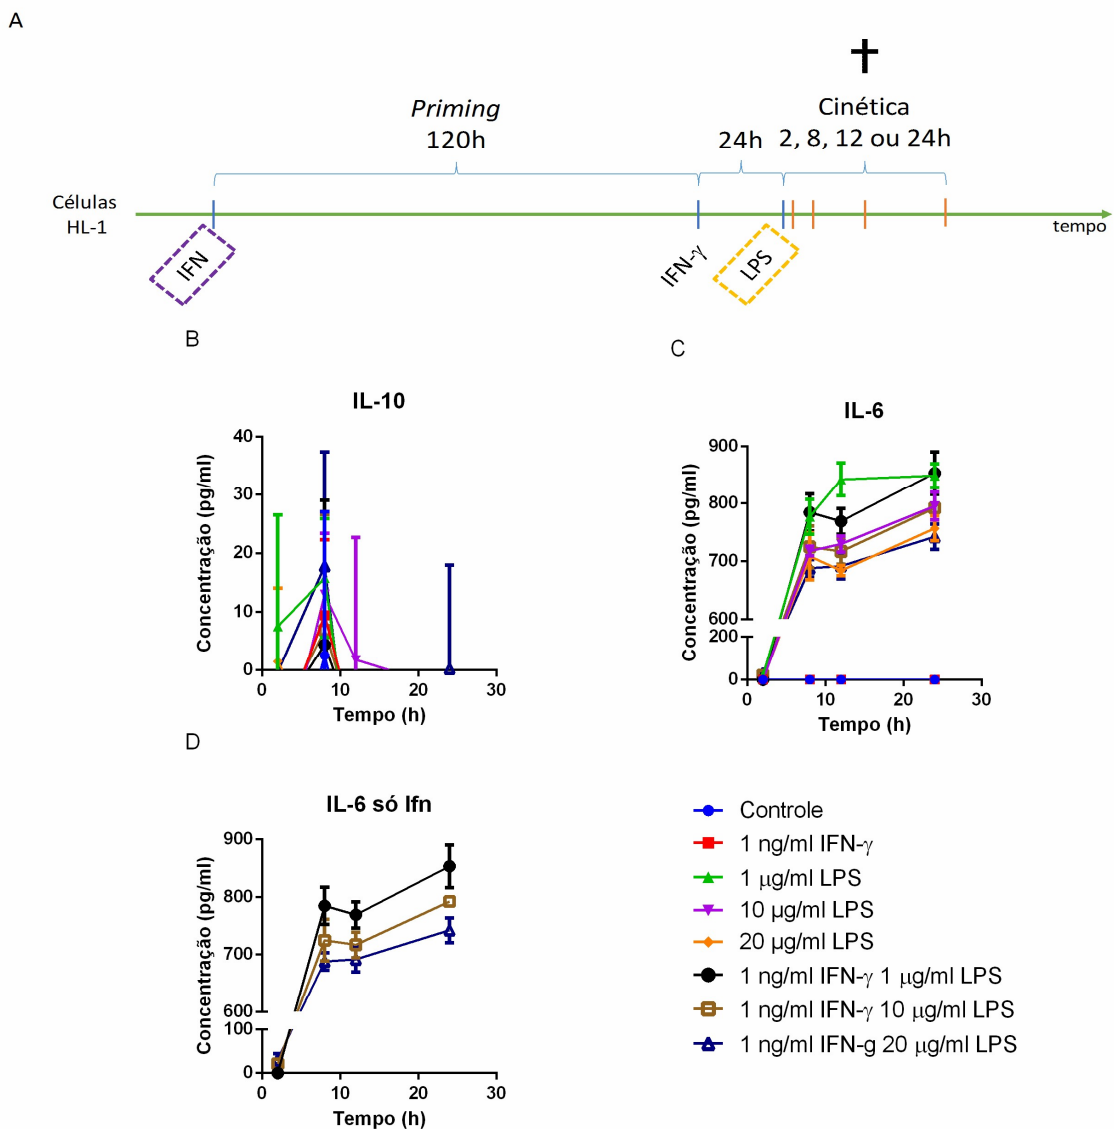 A
Priming
120h
24h
Cinética
2, 8, 12 ou 24h
Células
HL-1
tempo
IFN
IFN-γ
LPS
B
C
IL-10
Concentração (pg/ml)
40
30
20
10
0
0 10 20 30
Tempo (h)
IL-6
Concentração (pg/ml)
900
800
700
600
200
0
0 10 20 30
Tempo (h)
D
IL-6 só Ifn
Concentração (pg/ml)
900
800
700
600
100
0
0 10 20 30
Tempo (h)
Controle
1 ng/ml IFN-γ
1 µg/ml LPS
10 µg/ml LPS
20 µg/ml LPS
1 ng/ml IFN-γ 1 µg/ml LPS
1 ng/ml IFN-γ 10 µg/ml LPS
1 ng/ml IFN-g 20 µg/ml LPS